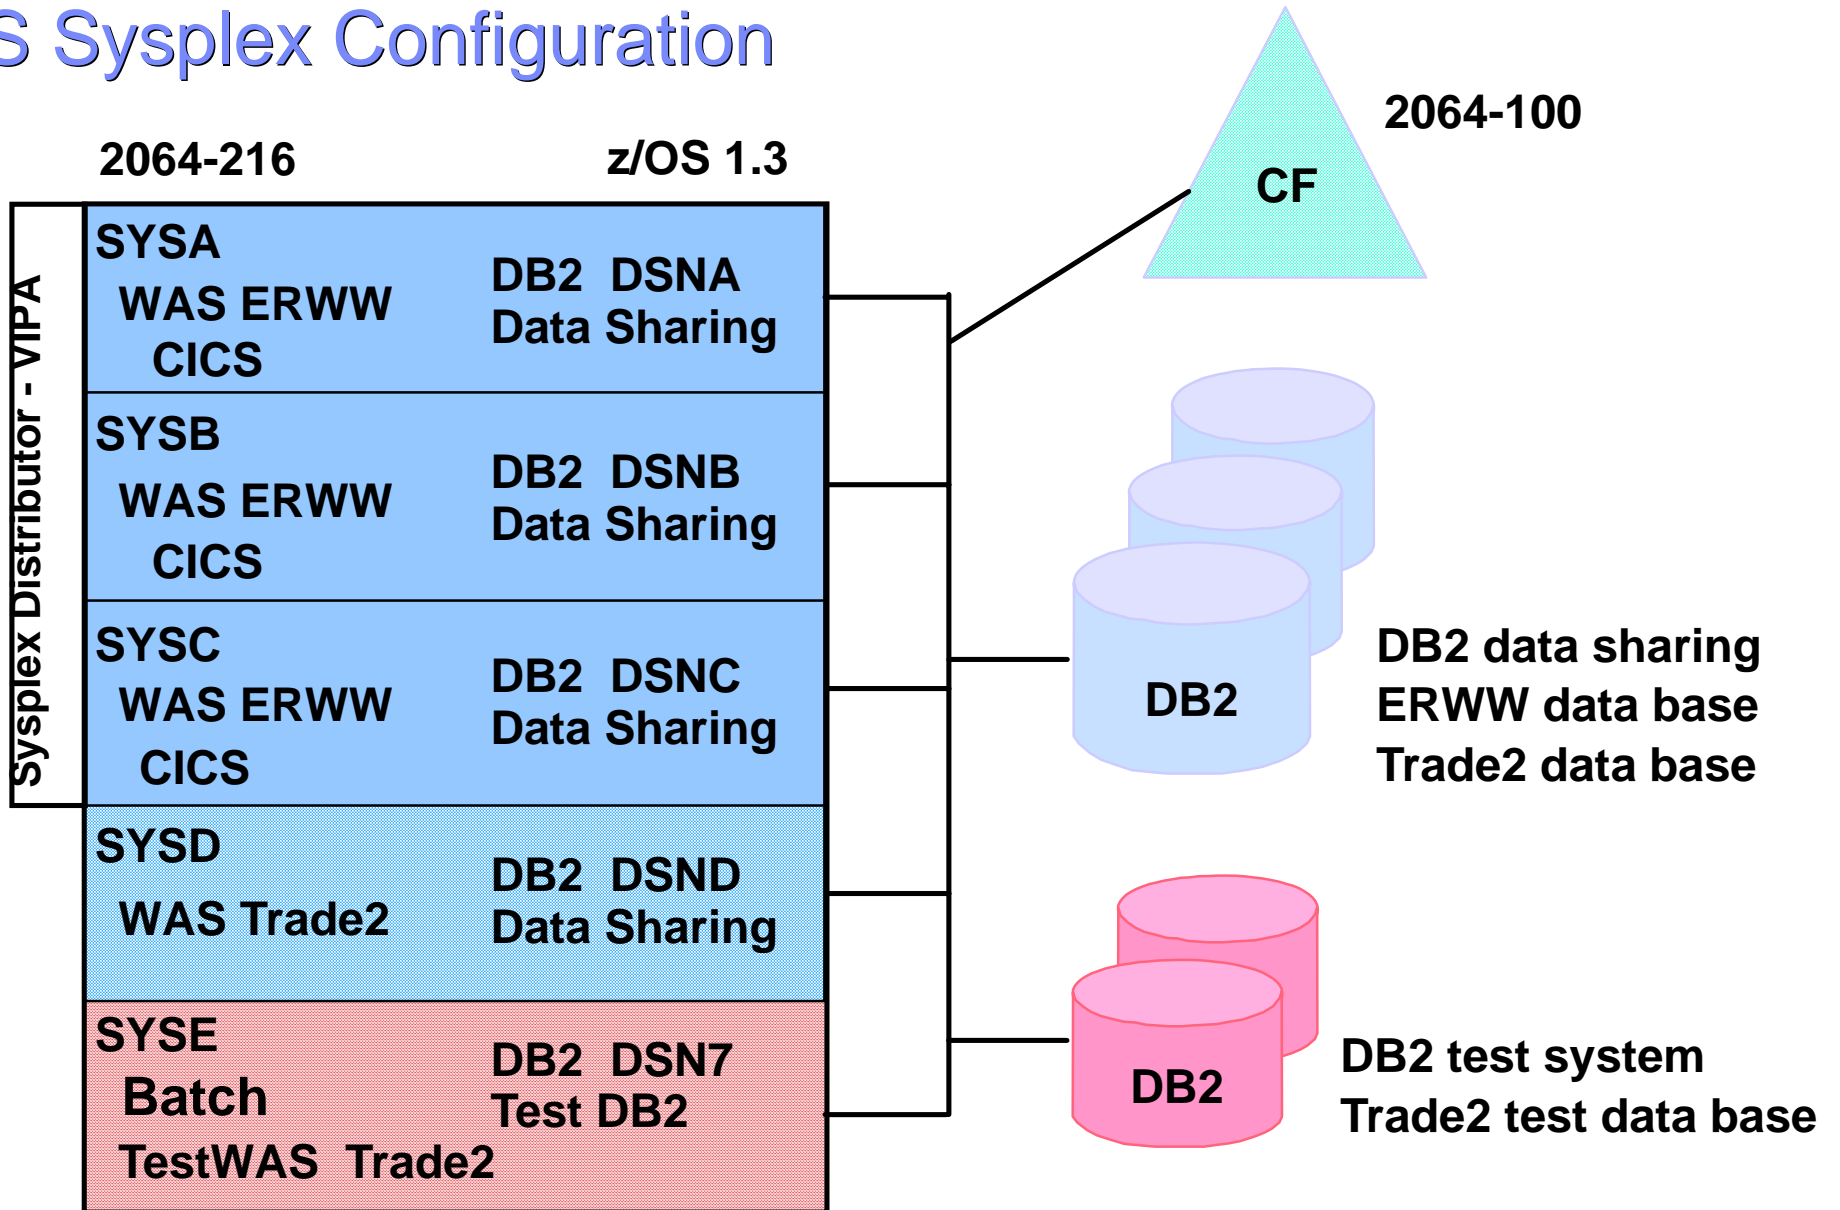 S Sysplex Configuration
2064-216
z/OS 1.3
2064-100
CF
Sysplex Distributor - VIPA
SYSA
WAS ERWW
CICS
DB2 DSNA
Data Sharing
SYSB
WAS ERWW
CICS
DB2 DSNB
Data Sharing
SYSC
WAS ERWW
CICS
DB2 DSNC
Data Sharing
SYSD
WAS Trade2
DB2 DSND
Data Sharing
SYSE
Batch
TestWAS Trade2
DB2 DSN7
Test DB2
DB2
DB2 data sharing
ERWW data base
Trade2 data base
DB2
DB2 test system
Trade2 test data base